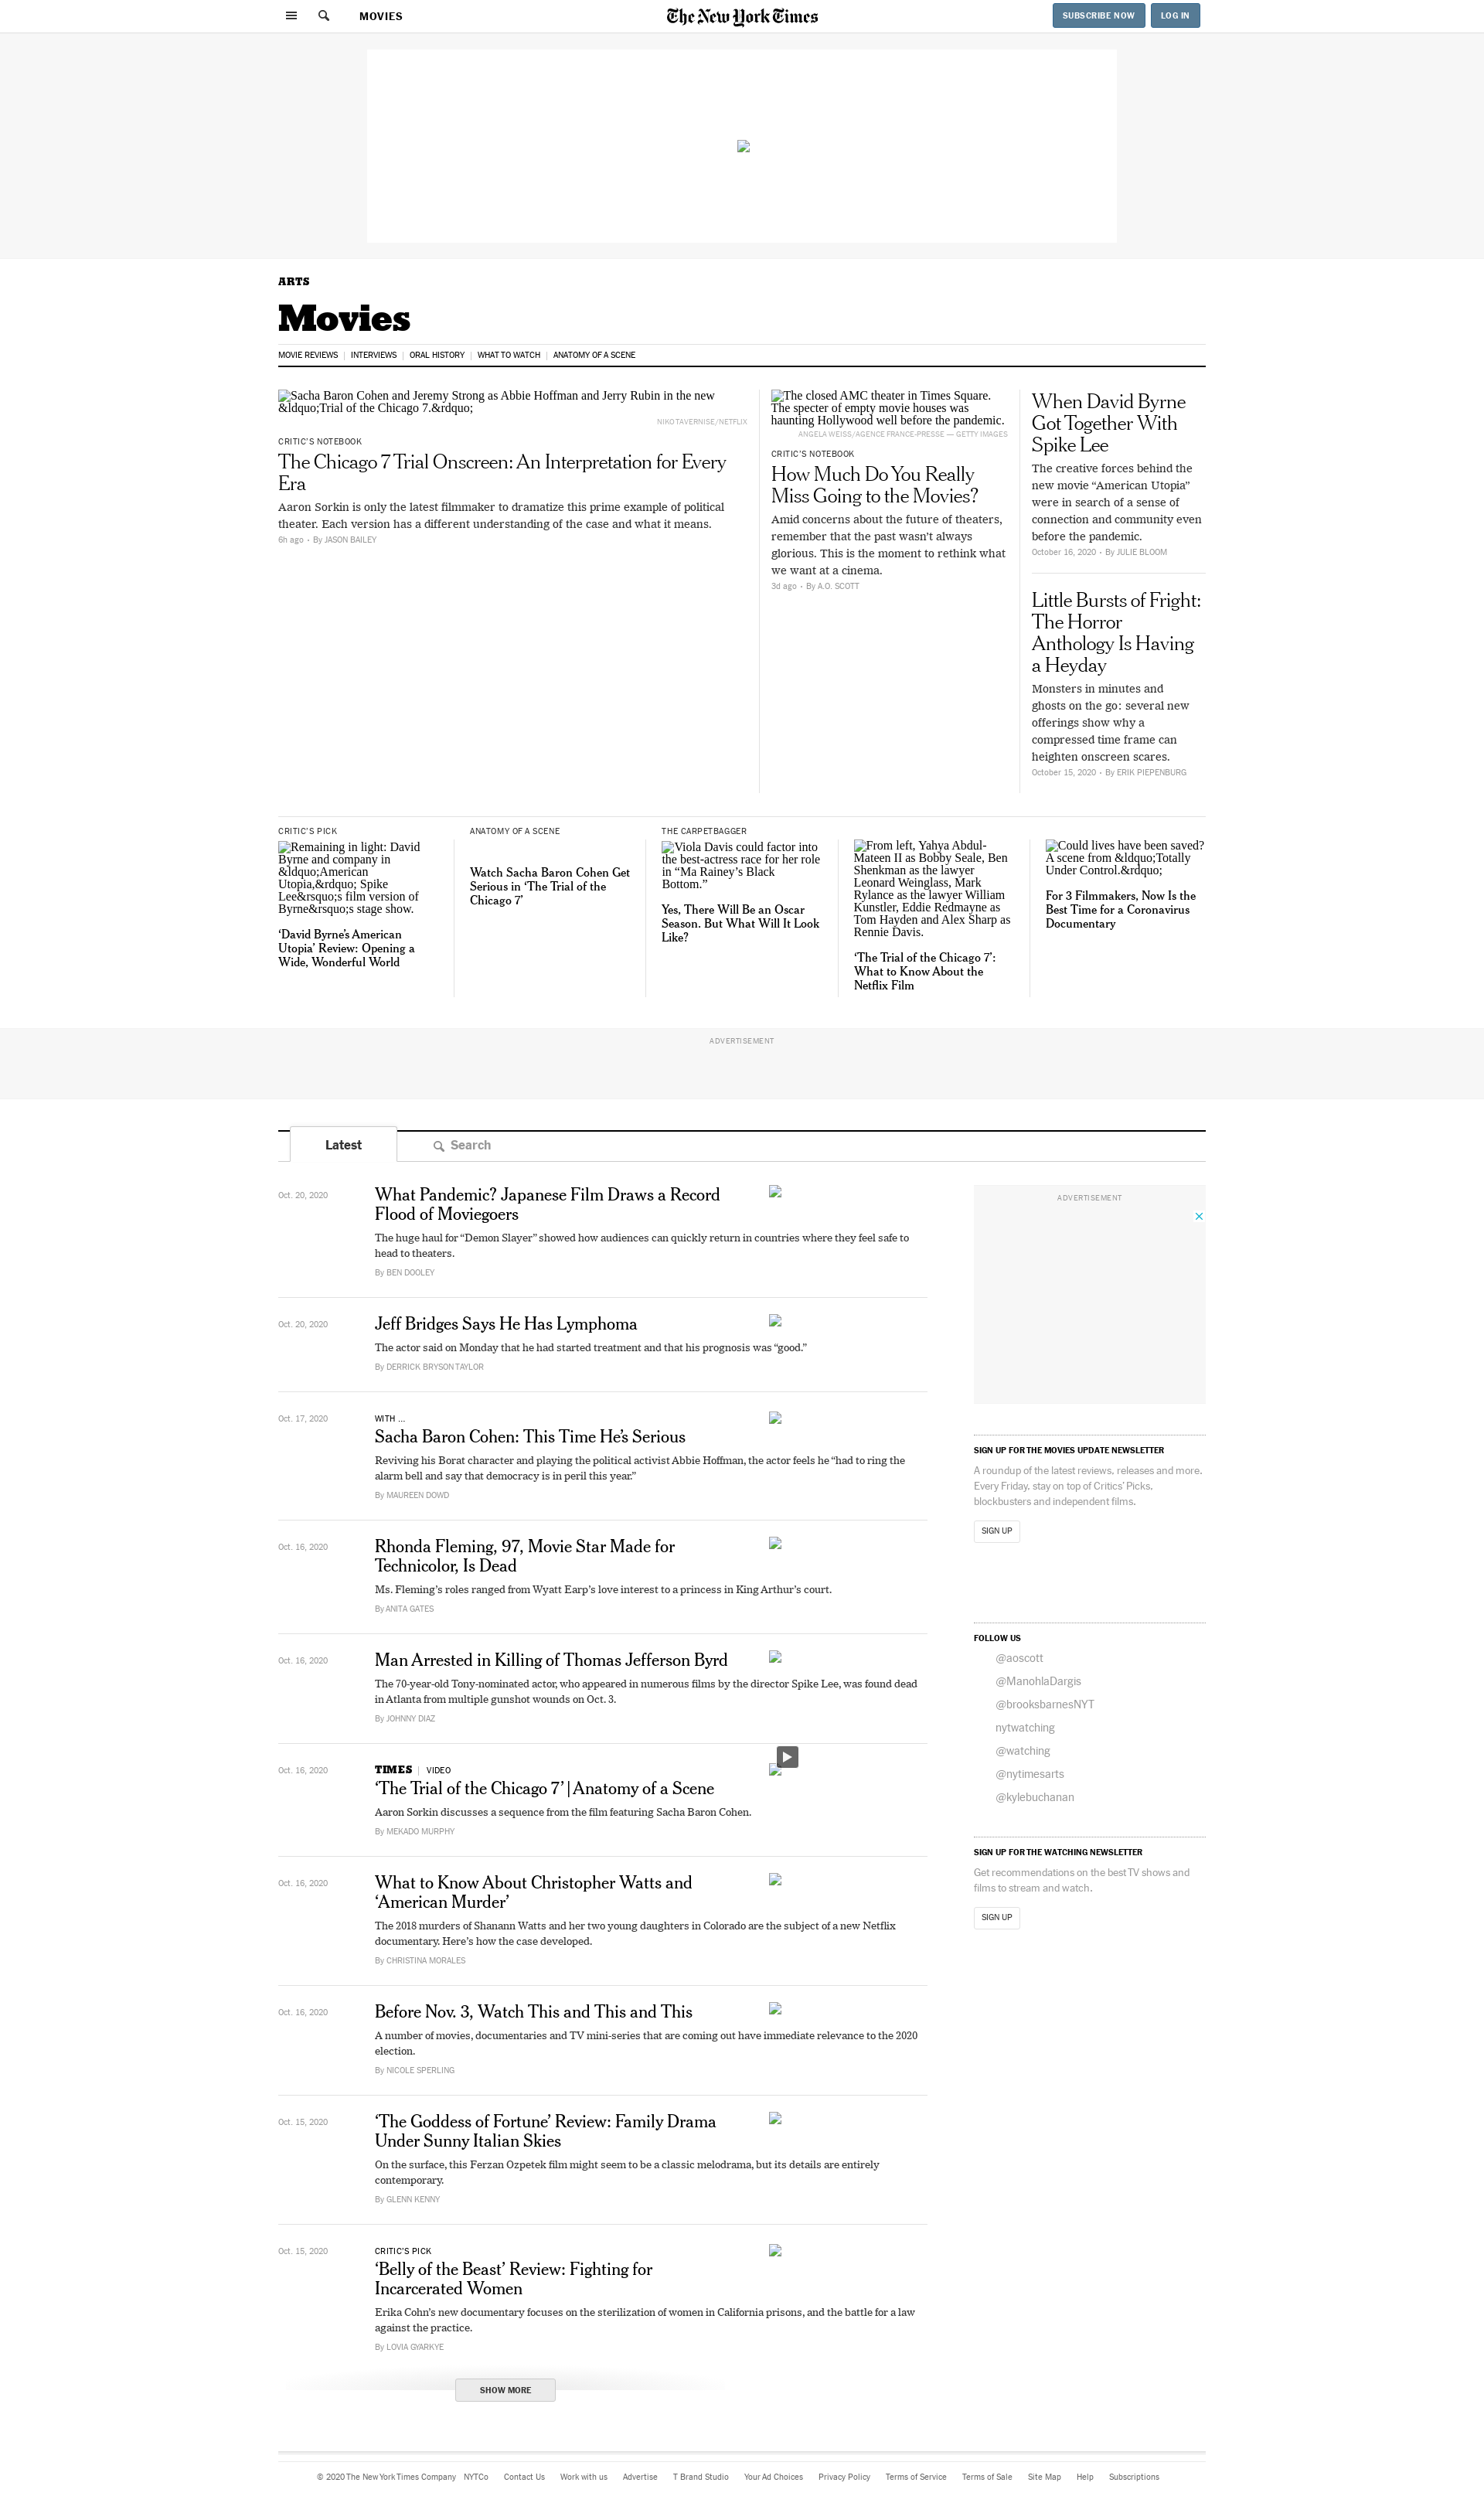 MOVIES
The New York Times
SUBSCRIBE NOW
LOG IN
ARTS
Movies
MOVIE REVIEWS
INTERVIEWS
ORAL HISTORY
WHAT TO WATCH
ANATOMY OF A SCENE
Sacha Baron Cohen and Jeremy Strong as Abbie Hoffman and Jerry Rubin in the new
&ldquo;Trial of the Chicago 7.&rdquo;
NIKO TAVERNISE/NETFLIX
CRITIC'S NOTEBOOK
The Chicago 7 Trial Onscreen: An Interpretation for Every
Era
Aaron Sorkin is only the latest filmmaker to dramatize this prime example of political
theater. Each version has a different understanding of the case and what it means.
6h ago • By JASON BAILEY
The closed AMC theater in Times Square.
The specter of empty movie houses was
haunting Hollywood well before the pandemic.
ANGELA WEISS/AGENCE FRANCE-PRESSE — GETTY IMAGES
CRITIC'S NOTEBOOK
How Much Do You Really
Miss Going to the Movies?
Amid concerns about the future of theaters,
remember that the past wasn't always
glorious. This is the moment to rethink what
we want at a cinema.
3d ago • By A.O. SCOTT
When David Byrne
Got Together With
Spike Lee
The creative forces behind the
new movie “American Utopia”
were in search of a sense of
connection and community even
before the pandemic.
October 16, 2020 • By JULIE BLOOM
Little Bursts of Fright:
The Horror
Anthology Is Having
a Heyday
Monsters in minutes and
ghosts on the go: several new
offerings show why a
compressed time frame can
heighten onscreen scares.
October 15, 2020 • By ERIK PIEPENBURG
CRITIC'S PICK
Remaining in light: David
Byrne and company in
&ldquo;American
Utopia,&rdquo; Spike
Lee&rsquo;s film version of
Byrne&rsquo;s stage show.
‘David Byrne’s American
Utopia’ Review: Opening a
Wide, Wonderful World
ANATOMY OF A SCENE
Watch Sacha Baron Cohen Get
Serious in ‘The Trial of the
Chicago 7’
THE CARPETBAGGER
Viola Davis could factor into
the best-actress race for her role
in “Ma Rainey’s Black
Bottom.”
Yes, There Will Be an Oscar
Season. But What Will It Look
Like?
From left, Yahya Abdul-
Mateen II as Bobby Seale, Ben
Shenkman as the lawyer
Leonard Weinglass, Mark
Rylance as the lawyer William
Kunstler, Eddie Redmayne as
Tom Hayden and Alex Sharp as
Rennie Davis.
‘The Trial of the Chicago 7’:
What to Know About the
Netflix Film
Could lives have been saved?
A scene from &ldquo;Totally
Under Control.&rdquo;
For 3 Filmmakers, Now Is the
Best Time for a Coronavirus
Documentary
ADVERTISEMENT
Latest
Search
Oct. 20, 2020
What Pandemic? Japanese Film Draws a Record
Flood of Moviegoers
The huge haul for “Demon Slayer” showed how audiences can quickly return in countries where they feel safe to
head to theaters.
By BEN DOOLEY
Oct. 20, 2020
Jeff Bridges Says He Has Lymphoma
The actor said on Monday that he had started treatment and that his prognosis was “good.”
By DERRICK BRYSON TAYLOR
Oct. 17, 2020
WITH ...
Sacha Baron Cohen: This Time He’s Serious
Reviving his Borat character and playing the political activist Abbie Hoffman, the actor feels he “had to ring the
alarm bell and say that democracy is in peril this year.”
By MAUREEN DOWD
Oct. 16, 2020
Rhonda Fleming, 97, Movie Star Made for
Technicolor, Is Dead
Ms. Fleming’s roles ranged from Wyatt Earp’s love interest to a princess in King Arthur’s court.
By ANITA GATES
Oct. 16, 2020
Man Arrested in Killing of Thomas Jefferson Byrd
The 70-year-old Tony-nominated actor, who appeared in numerous films by the director Spike Lee, was found dead
in Atlanta from multiple gunshot wounds on Oct. 3.
By JOHNNY DIAZ
Oct. 16, 2020
TIMES | VIDEO
‘The Trial of the Chicago 7’ | Anatomy of a Scene
Aaron Sorkin discusses a sequence from the film featuring Sacha Baron Cohen.
By MEKADO MURPHY
Oct. 16, 2020
What to Know About Christopher Watts and
‘American Murder’
The 2018 murders of Shanann Watts and her two young daughters in Colorado are the subject of a new Netflix
documentary. Here’s how the case developed.
By CHRISTINA MORALES
Oct. 16, 2020
Before Nov. 3, Watch This and This and This
A number of movies, documentaries and TV mini-series that are coming out have immediate relevance to the 2020
election.
By NICOLE SPERLING
Oct. 15, 2020
‘The Goddess of Fortune’ Review: Family Drama
Under Sunny Italian Skies
On the surface, this Ferzan Ozpetek film might seem to be a classic melodrama, but its details are entirely
contemporary.
By GLENN KENNY
Oct. 15, 2020
CRITIC’S PICK
‘Belly of the Beast’ Review: Fighting for
Incarcerated Women
Erika Cohn’s new documentary focuses on the sterilization of women in California prisons, and the battle for a law
against the practice.
By LOVIA GYARKYE
SHOW MORE
ADVERTISEMENT
SIGN UP FOR THE MOVIES UPDATE NEWSLETTER
A roundup of the latest reviews, releases and more.
Every Friday, stay on top of Critics’ Picks,
blockbusters and independent films.
SIGN UP
FOLLOW US
@aoscott
@ManohlaDargis
@brooksbarnesNYT
nytwatching
@watching
@nytimesarts
@kylebuchanan
SIGN UP FOR THE WATCHING NEWSLETTER
Get recommendations on the best TV shows and
films to stream and watch.
SIGN UP
© 2020 The New York Times Company NYTCo Contact Us Work with us Advertise T Brand Studio Your Ad Choices Privacy Policy Terms of Service Terms of Sale Site Map Help Subscriptions